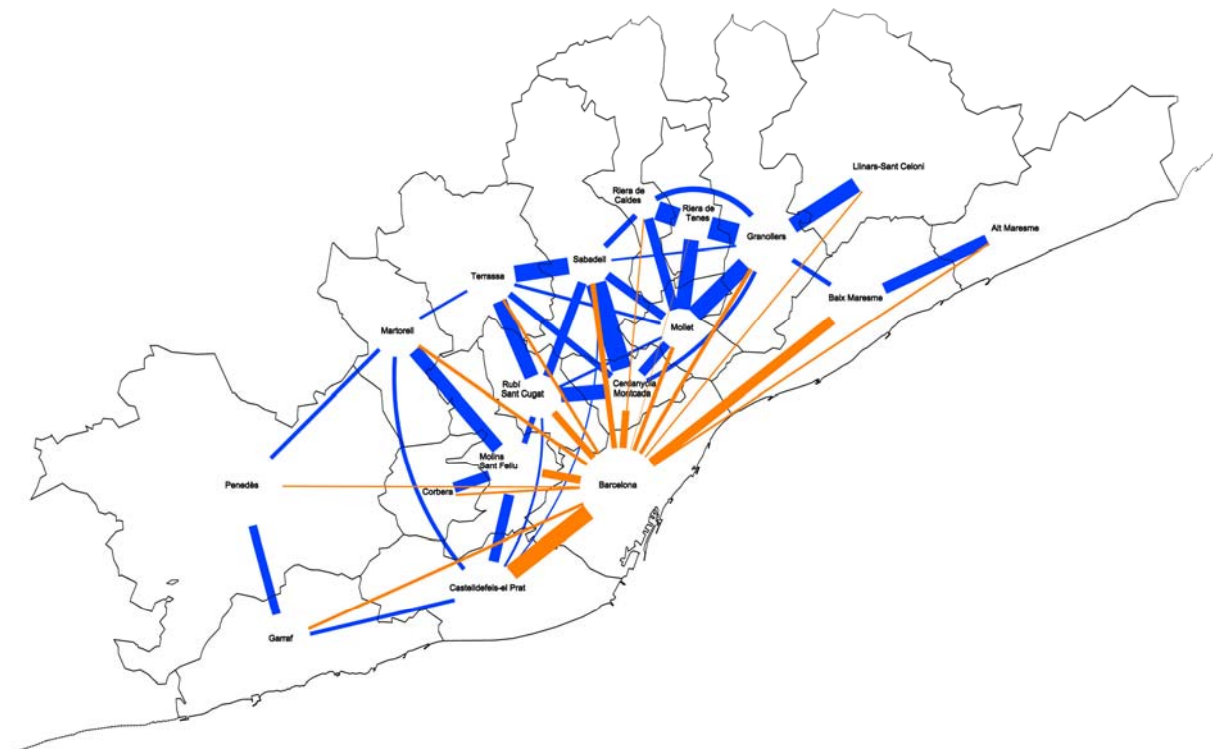 Llinars-Sant Celoni
Riera de
Caldes
Riera de
Tenes
Alt Maresme
Granollers
Sabadell
Terrassa
Baix Maresme
Martorell
Mollet
Rubí
Sant Cugat
Cerdanyola
Montcada
Molins
Sant Feliu
Penedès
Corbera
Barcelona
Castelldefels-el Prat
Garraf